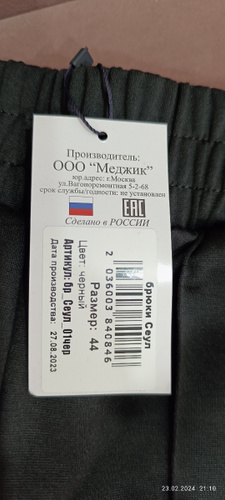 Производитель:
ООО "Меджик"
юр.адрес: г.Москва
ул.Вагоноремонтная 5-2-68
срок службы/годности: не установлен
EAC
Сделано в РОССИИ
брюки Сеул
2 036003 840846
Размер: 44
Цвет: черный
Артикул: бр_Сеул_01чер
Дата производства: 27.08.2023
23.02.2024 21:10